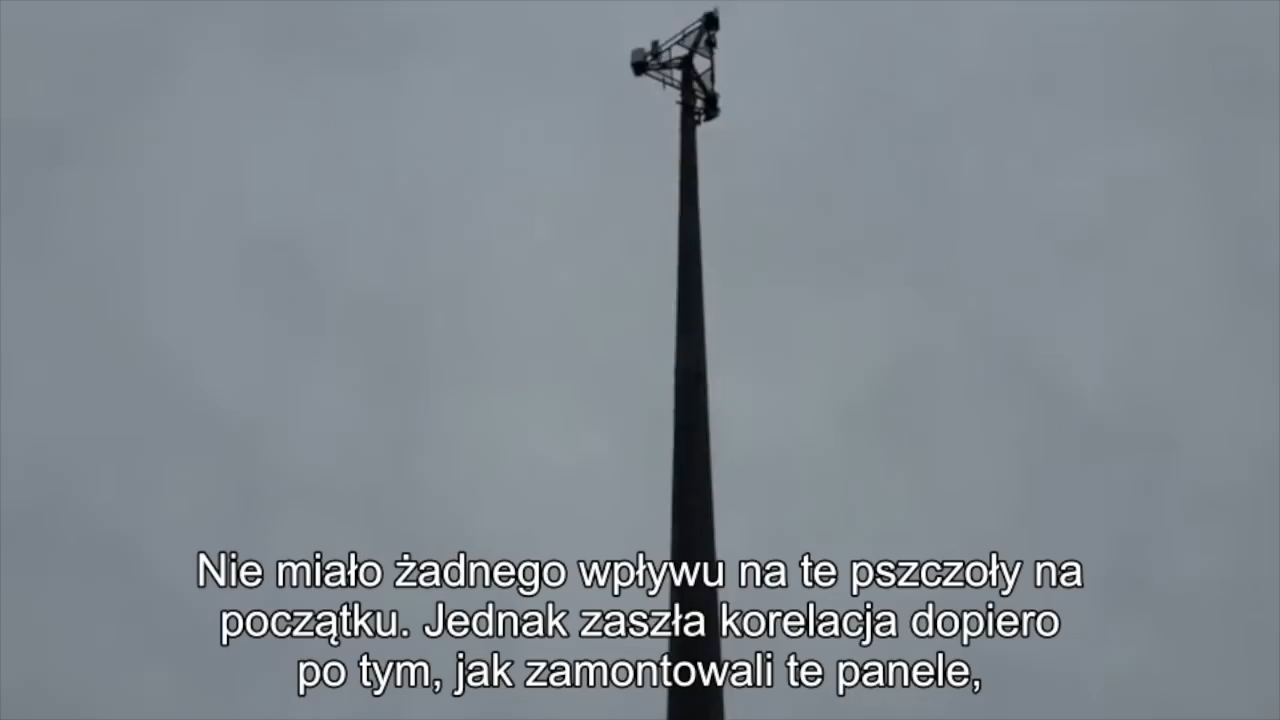 Nie miało żadnego wpływu na te pszczoły na
początku. Jednak zaszła korelacja dopiero
po tym, jak zamontowali te panele,